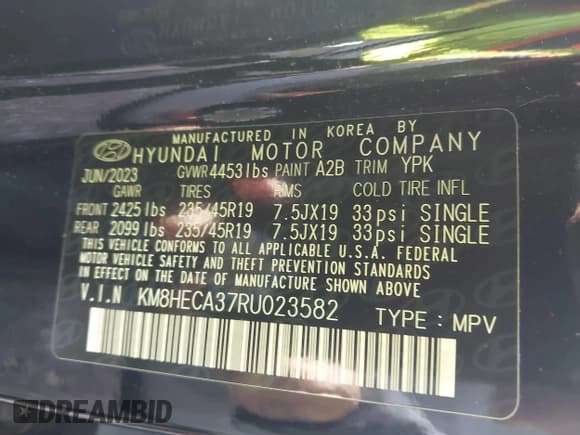 MANUFACTURED IN KOREA BY
HYUNDAI MOTOR COMPANY
JUN/2023 GVWR 4453lbs PAINT A2B TRIM YPK
GAWR TIRES RIMS COLD TIRE INFL
FRONT 2425lbs 235/45R19 7.5JX19 33psi SINGLE
REAR 2099lbs 235/45R19 7.5JX19 33psi SINGLE
THIS VEHICLE CONFORMS TO ALL APPLICABLE U.S.A. FEDERAL
MOTOR VEHICLE SAFETY AND THEFT PREVENTION STANDARDS
IN EFFECT ON THE DATE OF MANUFACTURE SHOWN ABOVE
V.I.N KM8HECA37RU023582 TYPE : MPV
DREAMBID